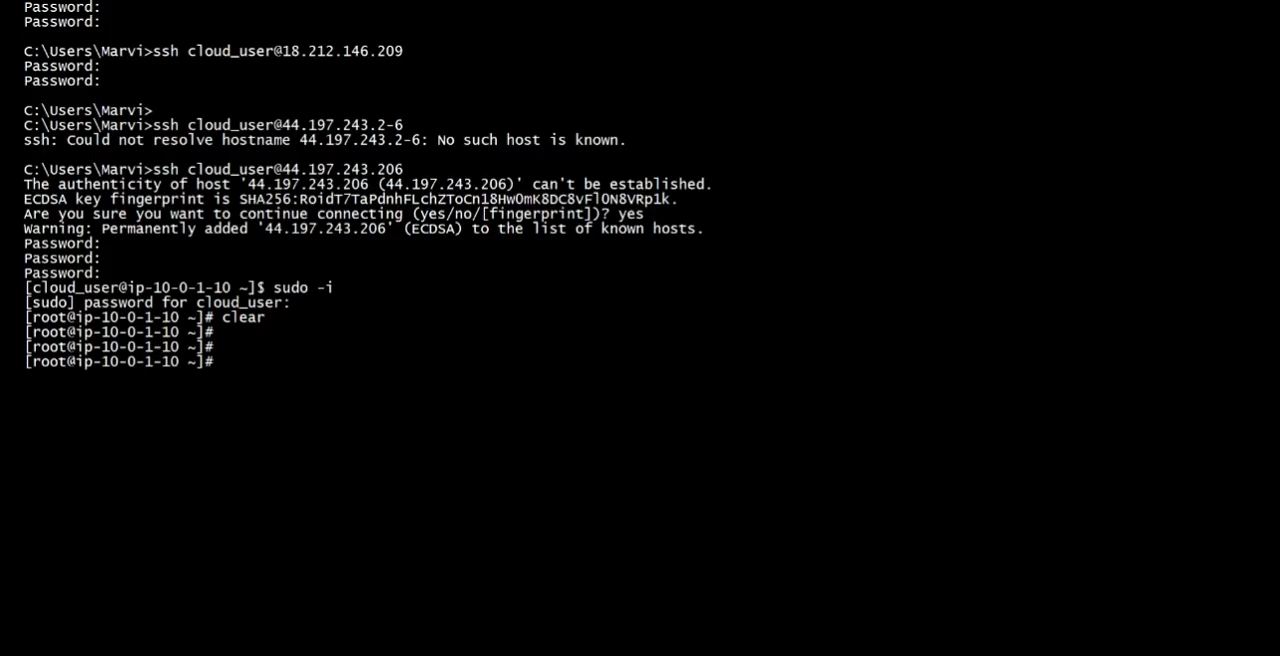 Password:
Password:
C:\Users\Marvi>ssh cloud_user@18.212.146.209
Password:
Password:
C:\Users\Marvi>
C:\Users\Marvi>ssh cloud_user@44.197.243.2-6
ssh: Could not resolve hostname 44.197.243.2-6: No such host is known.
C:\Users\Marvi>ssh cloud_user@44.197.243.206
The authenticity of host '44.197.243.206 (44.197.243.206)' can't be established.
ECDSA key fingerprint is SHA256:RoidT7TaPdnhFLchZToCn18Hw0mK8DC8vFlON8VRp1k.
Are you sure you want to continue connecting (yes/no/[fingerprint])? yes
Warning: Permanently added '44.197.243.206' (ECDSA) to the list of known hosts.
Password:
Password:
Password:
[cloud_user@ip-10-0-1-10 ~]$ sudo -i
[sudo] password for cloud_user:
[root@ip-10-0-1-10 ~]# clear
[root@ip-10-0-1-10 ~]#
[root@ip-10-0-1-10 ~]#
[root@ip-10-0-1-10 ~]#